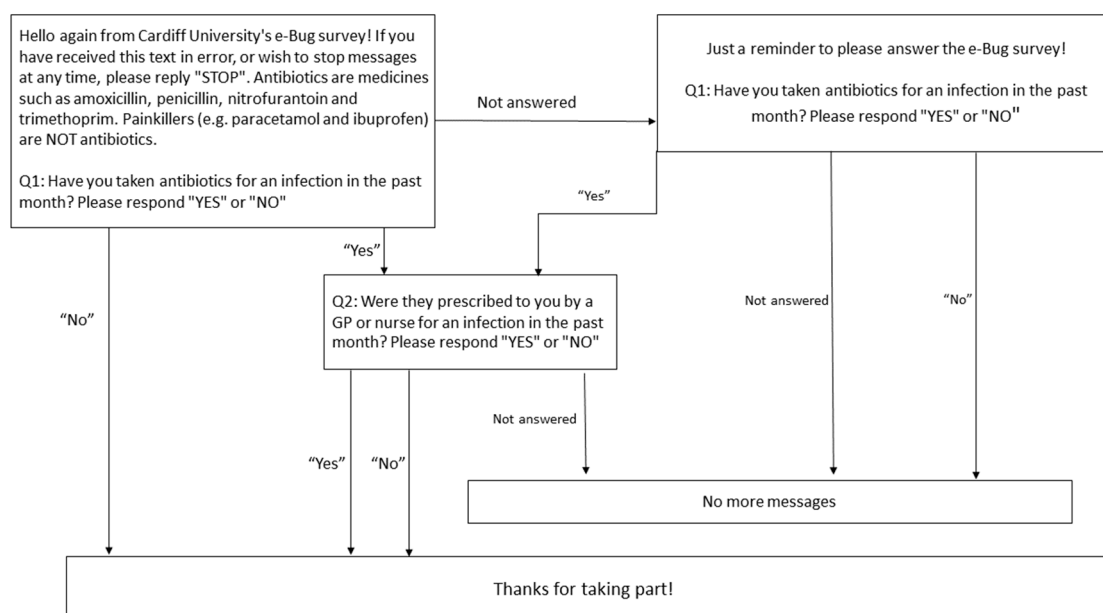 Hello again from Cardiff University's e-Bug survey! If you
have received this text in error, or wish to stop messages
at any time, please reply "STOP". Antibiotics are medicines
such as amoxicillin, penicillin, nitrofurantoin and
trimethoprim. Painkillers (e.g. paracetamol and ibuprofen)
are NOT antibiotics.
Q1: Have you taken antibiotics for an infection in the past
month? Please respond "YES" or "NO"
Not answered
Just a reminder to please answer the e-Bug survey!
Q1: Have you taken antibiotics for an infection in the past
month? Please respond "YES" or "NO"
“Yes”
“Yes”
“No”
Q2: Were they prescribed to you by a
GP or nurse for an infection in the past
month? Please respond "YES" or "NO"
Not answered
“No”
Not answered
“Yes”
“No”
No more messages
Thanks for taking part!